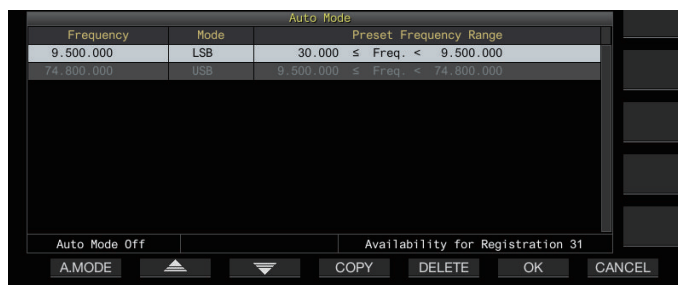 Auto Mode
Frequency Mode Preset Frequency Range
9.500.000 LSB 30.000 ≤ Freq. < 9.500.000
74.800.000 USB 9.500.000 ≤ Freq. < 74.800.000
Auto Mode Off Availability for Registration 31
A.MODE COPY DELETE OK CANCEL